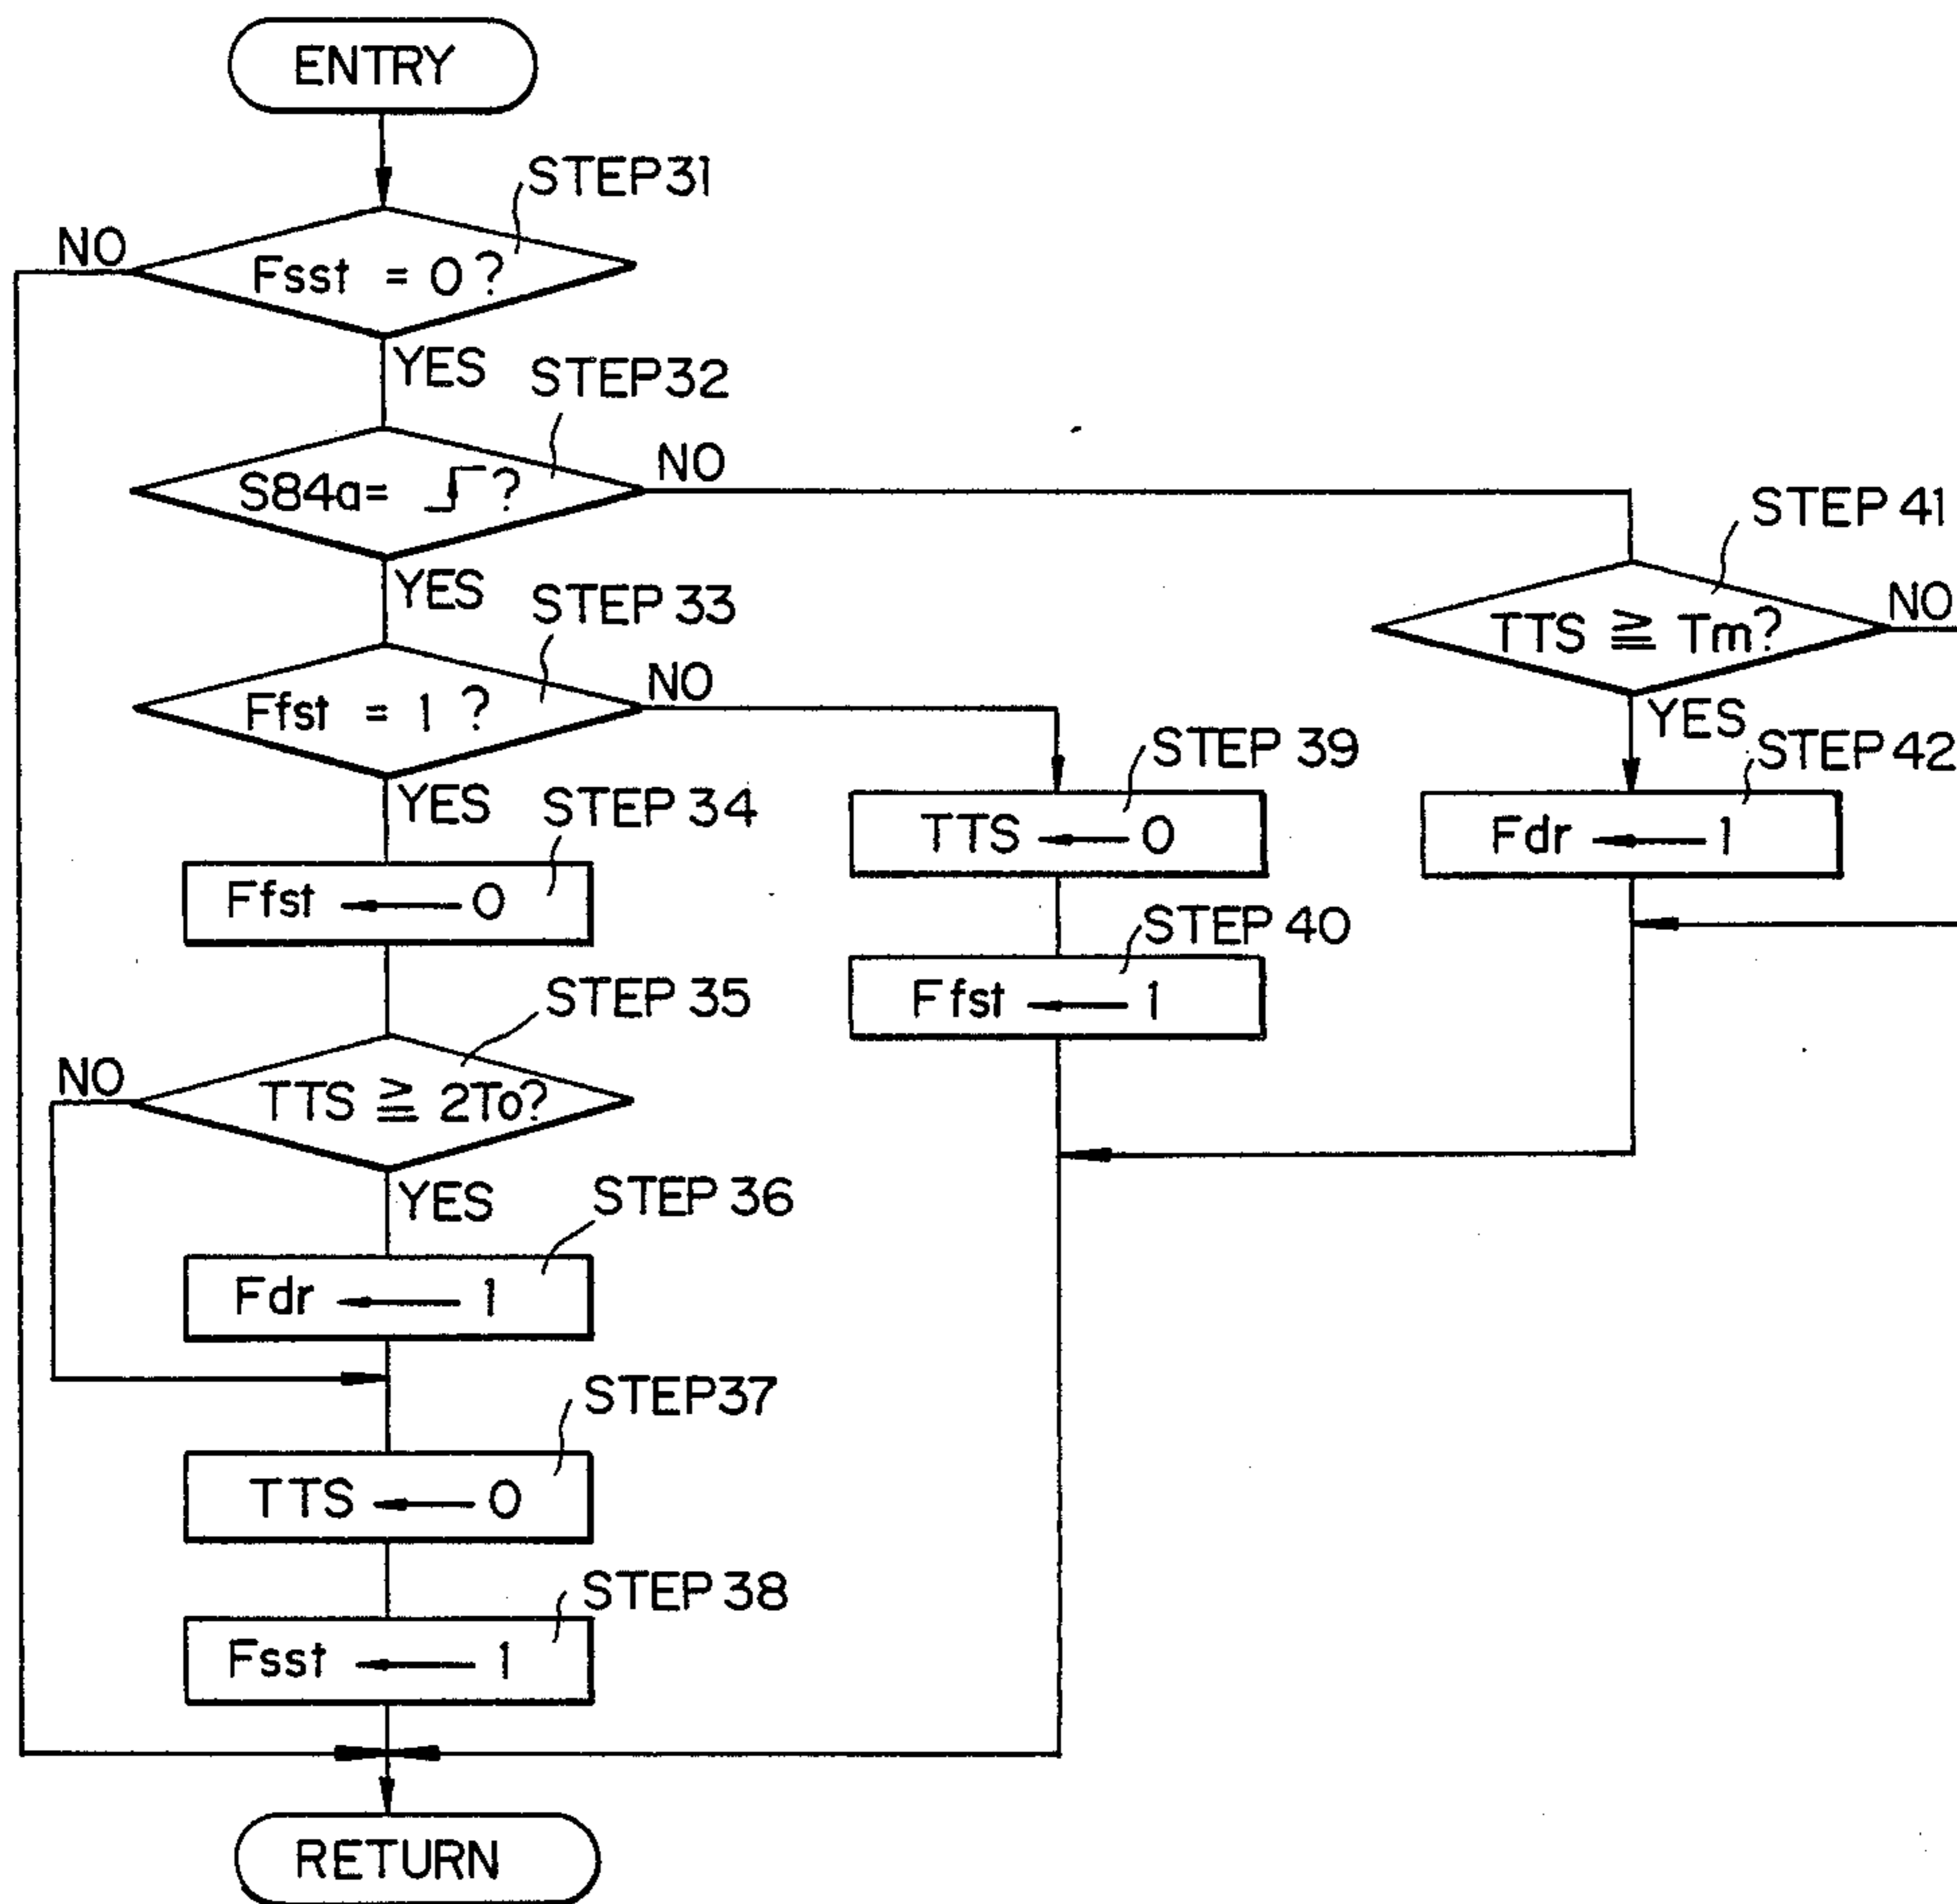 ENTRY
STEP31
NO
Fsst = 0 ?
YES
STEP32
S84a= ?
NO
YES
STEP 41
TTS ≧ Tm?
NO
YES
STEP 33
Ffst = 1 ?
NO
YES
STEP 39
TTS ← 0
STEP 42
Fdr ← 1
STEP 34
Ffst ← 0
STEP 40
Ffst ← 1
STEP 35
NO
TTS ≧ 2To?
YES
STEP 36
Fdr ← 1
STEP37
TTS ← 0
STEP 38
Fsst ← 1
RETURN